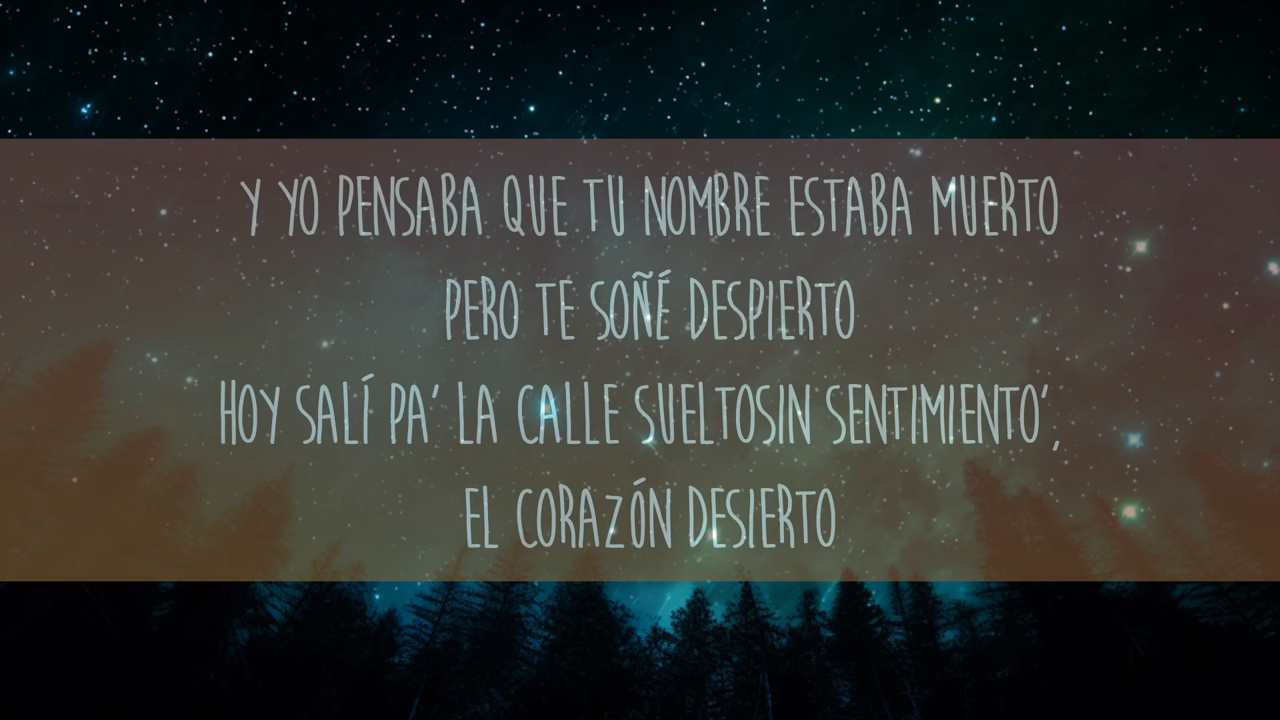 Y YO PENSABA QUE TU NOMBRE ESTABA MUERTO
PERO TE SOÑÉ DESPIERTO
HOY SALÍ PA' LA CALLE SUELTOSIN SENTIMIENTO',
EL CORAZÓN DESIERTO